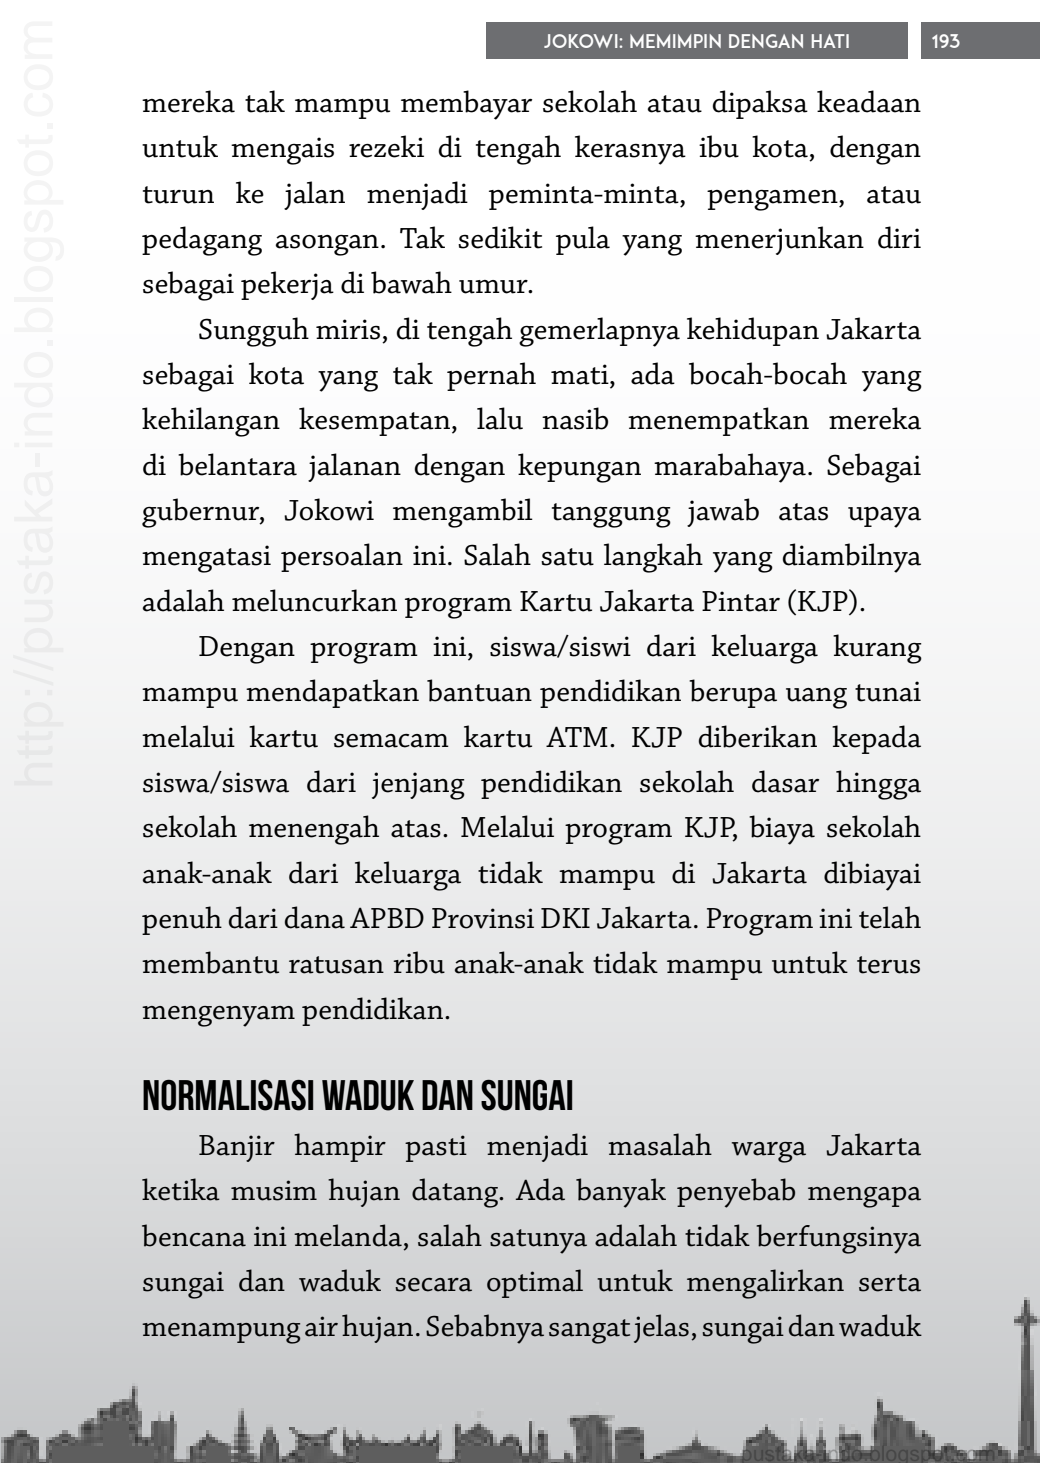 JOKOWI: MEMIMPIN DENGAN HATI 193
mereka tak mampu membayar sekolah atau dipaksa keadaan
untuk mengais rezeki di tengah kerasnya ibu kota, dengan
turun ke jalan menjadi peminta-minta, pengamen, atau
pedagang asongan. Tak sedikit pula yang menerjunkan diri
sebagai pekerja di bawah umur.
Sungguh miris, di tengah gemerlapnya kehidupan Jakarta
sebagai kota yang tak pernah mati, ada bocah-bocah yang
kehilangan kesempatan, lalu nasib menempatkan mereka
di belantara jalanan dengan kepungan marabahaya. Sebagai
gubernur, Jokowi mengambil tanggung jawab atas upaya
mengatasi persoalan ini. Salah satu langkah yang diambilnya
adalah meluncurkan program Kartu Jakarta Pintar (KJP).
Dengan program ini, siswa/siswi dari keluarga kurang
mampu mendapatkan bantuan pendidikan berupa uang tunai
melalui kartu semacam kartu ATM. KJP diberikan kepada
siswa/siswa dari jenjang pendidikan sekolah dasar hingga
sekolah menengah atas. Melalui program KJP, biaya sekolah
anak-anak dari keluarga tidak mampu di Jakarta dibiayai
penuh dari dana APBD Provinsi DKI Jakarta. Program ini telah
membantu ratusan ribu anak-anak tidak mampu untuk terus
mengenyam pendidikan.
NORMALISASI WADUK DAN SUNGAI
Banjir hampir pasti menjadi masalah warga Jakarta
ketika musim hujan datang. Ada banyak penyebab mengapa
bencana ini melanda, salah satunya adalah tidak berfungsinya
sungai dan waduk secara optimal untuk mengalirkan serta
menampung air hujan. Sebabnya sangat jelas, sungai dan waduk
http://pustaka-indo.blogspot.com
pustaka-indo.blogspot.com